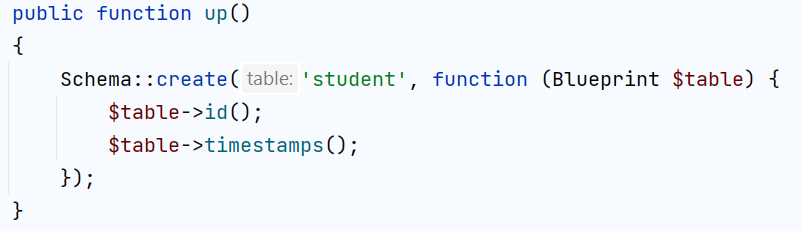 public function up()
{
Schema::create( table: 'student', function (Blueprint $table) {
$table->id();
$table->timestamps();
});
}